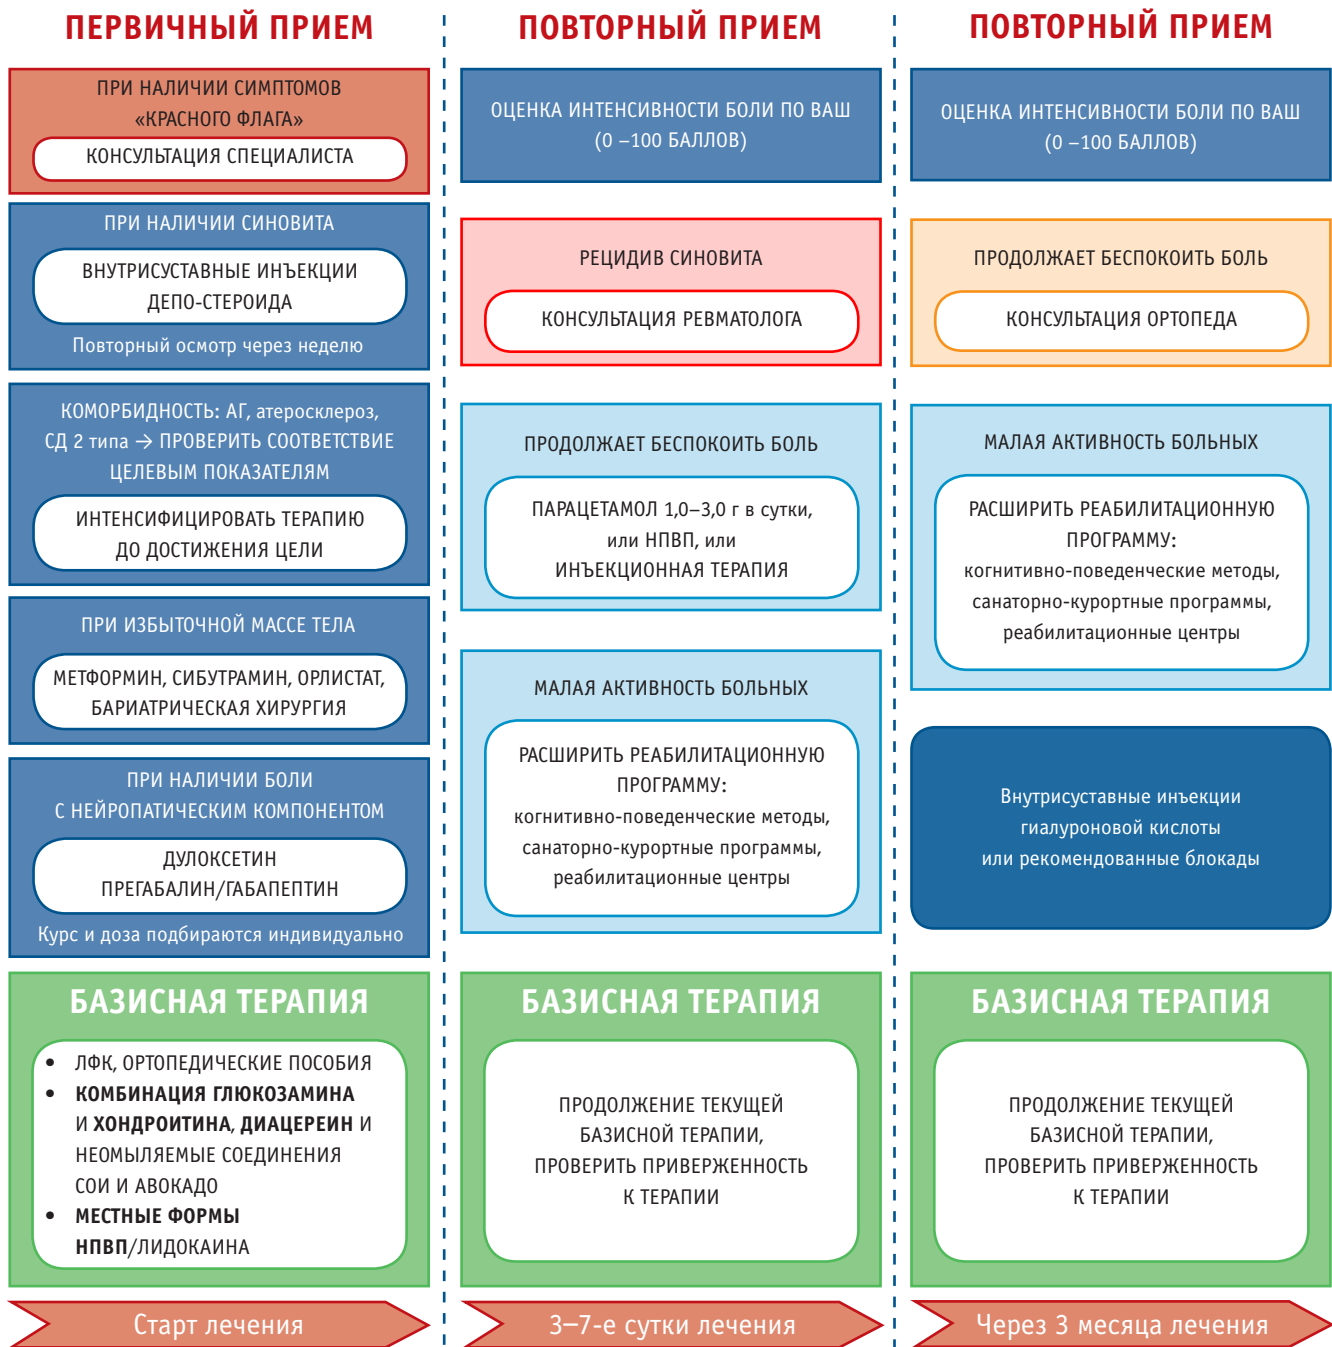 ПЕРВИЧНЫЙ ПРИЕМ
ПРИ НАЛИЧИИ СИМПТОМОВ
«КРАСНОГО ФЛАГА»
КОНСУЛЬТАЦИЯ СПЕЦИАЛИСТА
ПРИ НАЛИЧИИ СИНОВИТА
ВНУТРИСУСТАВНЫЕ ИНЪЕКЦИИ
ДЕПО-СТЕРОИДА
Повторный осмотр через неделю
КОМОРБИДНОСТЬ: АГ, атеросклероз,
СД 2 типа → ПРОВЕРИТЬ СООТВЕТСТВИЕ
ЦЕЛЕВЫМ ПОКАЗАТЕЛЯМ
ИНТЕНСИФИЦИРОВАТЬ ТЕРАПИЮ
ДО ДОСТИЖЕНИЯ ЦЕЛИ
ПРИ ИЗБЫТОЧНОЙ МАССЕ ТЕЛА
МЕТФОРМИН, СИБУТРАМИН, ОРЛИСТАТ,
БАРИАТРИЧЕСКАЯ ХИРУРГИЯ
ПРИ НАЛИЧИИ БОЛИ
С НЕЙРОПАТИЧЕСКИМ КОМПОНЕНТОМ
ДУЛОКСЕТИН
ПРЕГАБАЛИН/ГАБАПЕПТИН
Курс и доза подбираются индивидуально
БАЗИСНАЯ ТЕРАПИЯ
• ЛФК, ОРТОПЕДИЧЕСКИЕ ПОСОБИЯ
• КОМБИНАЦИЯ ГЛЮКОЗАМИНА
И ХОНДРОИТИНА, ДИАЦЕРЕИН И
НЕОМЫЛЯЕМЫЕ СОЕДИНЕНИЯ
СОИ И АВОКАДО
• МЕСТНЫЕ ФОРМЫ
НПВП/ЛИДОКАИНА
Старт лечения
ПОВТОРНЫЙ ПРИЕМ
ОЦЕНКА ИНТЕНСИВНОСТИ БОЛИ ПО ВАШ
(0 –100 БАЛЛОВ)
РЕЦИДИВ СИНОВИТА
КОНСУЛЬТАЦИЯ РЕВМАТОЛОГА
ПРОДОЛЖАЕТ БЕСПОКОИТЬ БОЛЬ
ПАРАЦЕТАМОЛ 1,0–3,0 г в сутки,
или НПВП, или
ИНЪЕКЦИОННАЯ ТЕРАПИЯ
МАЛАЯ АКТИВНОСТЬ БОЛЬНЫХ
РАСШИРИТЬ РЕАБИЛИТАЦИОННУЮ
ПРОГРАММУ:
когнитивно-поведенческие методы,
санаторно-курортные программы,
реабилитационные центры
БАЗИСНАЯ ТЕРАПИЯ
ПРОДОЛЖЕНИЕ ТЕКУЩЕЙ
БАЗИСНОЙ ТЕРАПИИ,
ПРОВЕРИТЬ ПРИВЕРЖЕННОСТЬ
К ТЕРАПИИ
3–7-е сутки лечения
ПОВТОРНЫЙ ПРИЕМ
ОЦЕНКА ИНТЕНСИВНОСТИ БОЛИ ПО ВАШ
(0 –100 БАЛЛОВ)
ПРОДОЛЖАЕТ БЕСПОКОИТЬ БОЛЬ
КОНСУЛЬТАЦИЯ ОРТОПЕДА
МАЛАЯ АКТИВНОСТЬ БОЛЬНЫХ
РАСШИРИТЬ РЕАБИЛИТАЦИОННУЮ
ПРОГРАММУ:
когнитивно-поведенческие методы,
санаторно-курортные программы,
реабилитационные центры
Внутрисуставные инъекции
гиалуроновой кислоты
или рекомендованные блокады
БАЗИСНАЯ ТЕРАПИЯ
ПРОДОЛЖЕНИЕ ТЕКУЩЕЙ
БАЗИСНОЙ ТЕРАПИИ,
ПРОВЕРИТЬ ПРИВЕРЖЕННОСТЬ
К ТЕРАПИИ
Через 3 месяца лечения